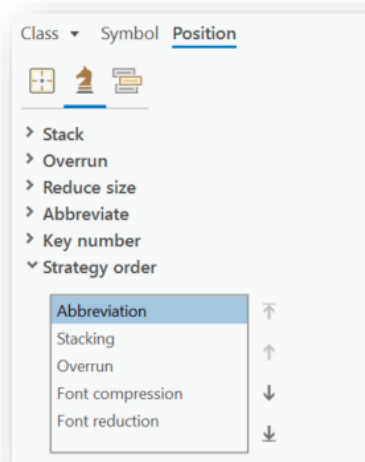 Class Symbol Position
Stack
Overrun
Reduce size
Abbreviate
Key number
Strategy order
Abbreviation
Stacking
Overrun
Font compression
Font reduction